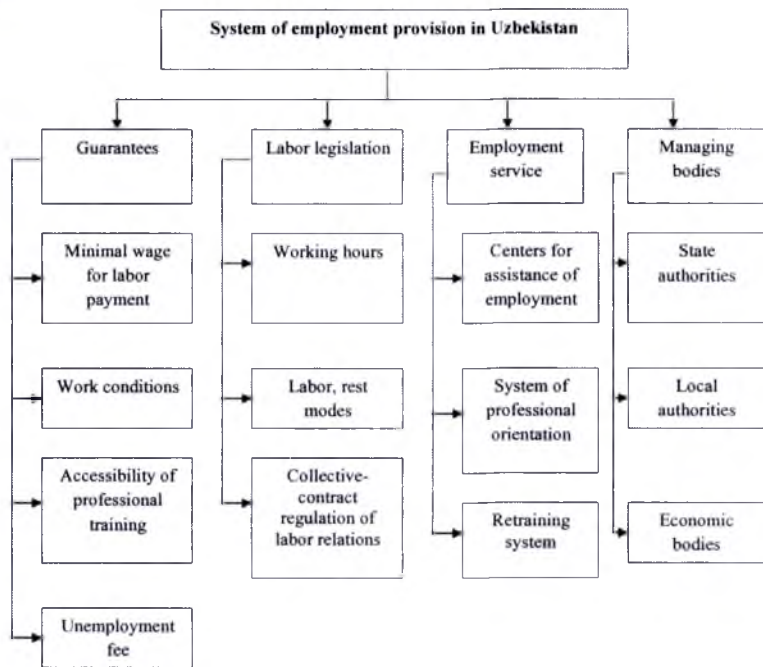 System of employment provision in Uzbekistan
Guarantees
Labor legislation
Employment
service
Managing
bodies
Minimal wage
for labor
payment
Working hours
Centers for
assistance of
employment
State
authorities
Work conditions
Labor, rest
modes
System of
professional
orientation
Local
authorities
Accessibility of
professional
training
Collective-
contract
regulation of
labor relations
Retraining
system
Economic
bodies
Unemployment
fee